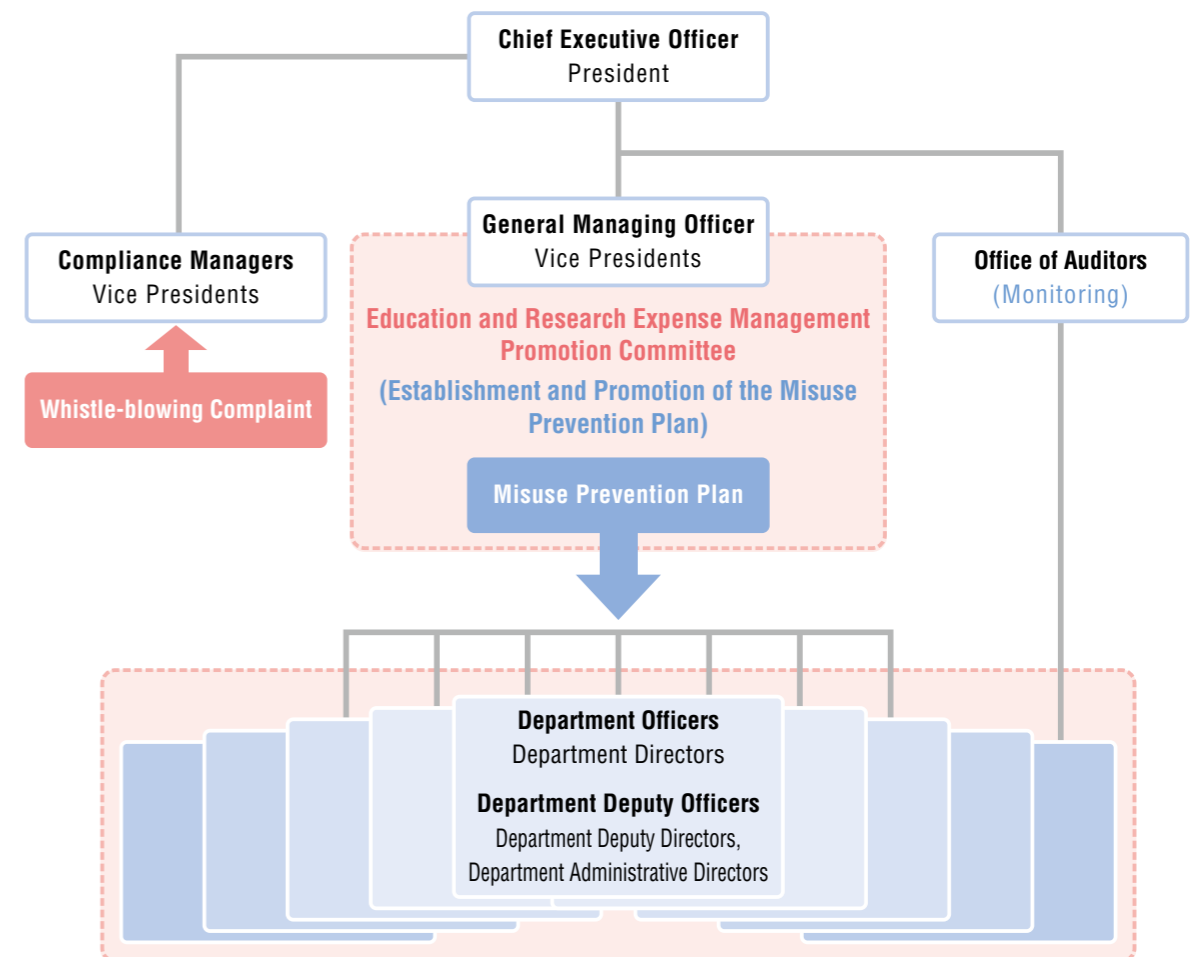 Chief Executive Officer
President
Compliance Managers
Vice Presidents
Whistle-blowing Complaint
General Managing Officer
Vice Presidents
Education and Research Expense Management
Promotion Committee
(Establishment and Promotion of the Misuse
Prevention Plan)
Misuse Prevention Plan
Office of Auditors
(Monitoring)
Department Officers
Department Directors
Department Deputy Officers
Department Deputy Directors,
Department Administrative Directors